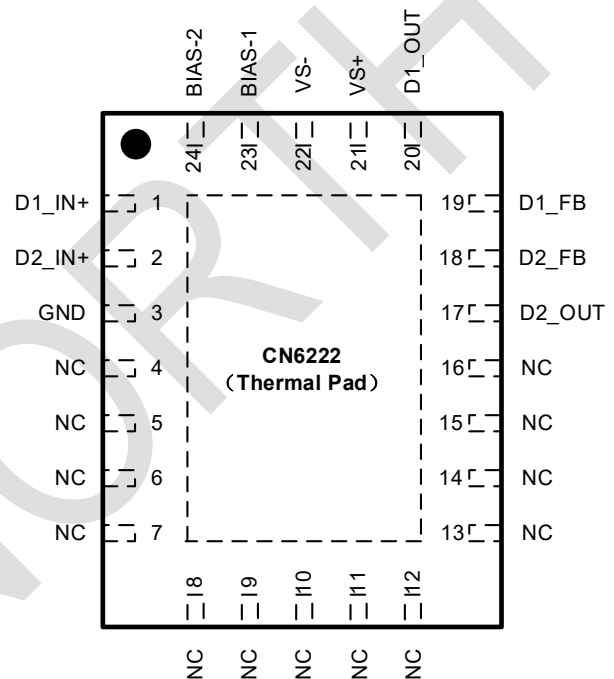 BIAS-2 BIAS-1 VS- VS+ D1_OUT
24 23 22 21 20
D1_IN+ 1 19 D1_FB
D2_IN+ 2 18 D2_FB
GND 3 17 D2_OUT
NC 4 16 NC
NC 5 15 NC
NC 6 14 NC
NC 7 13 NC
CN6222
（Thermal Pad）
8 9 10 11 12
NC NC NC NC NC
NORTH